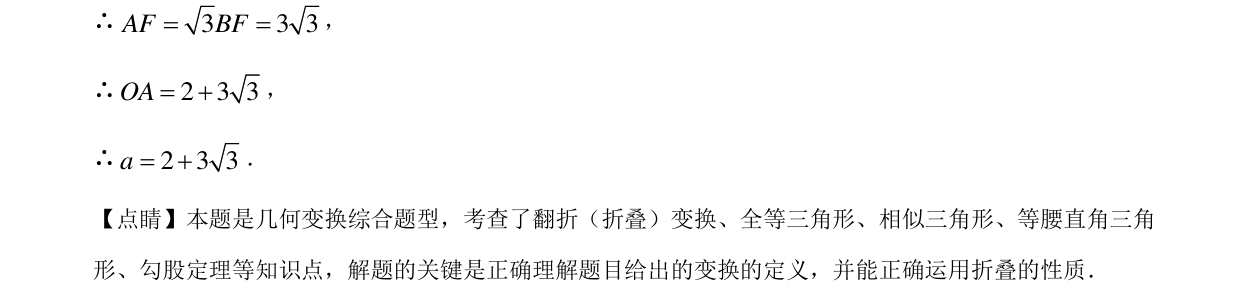 ∴ AF = √3BF = 3√3，
∴ OA = 2 + 3√3，
∴ a = 2 + 3√3．
【点睛】本题是几何变换综合题型，考查了翻折（折叠）变换、全等三角形、相似三角形、等腰直角三角
形、勾股定理等知识点，解题的关键是正确理解题目给出的变换的定义，并能正确运用折叠的性质．